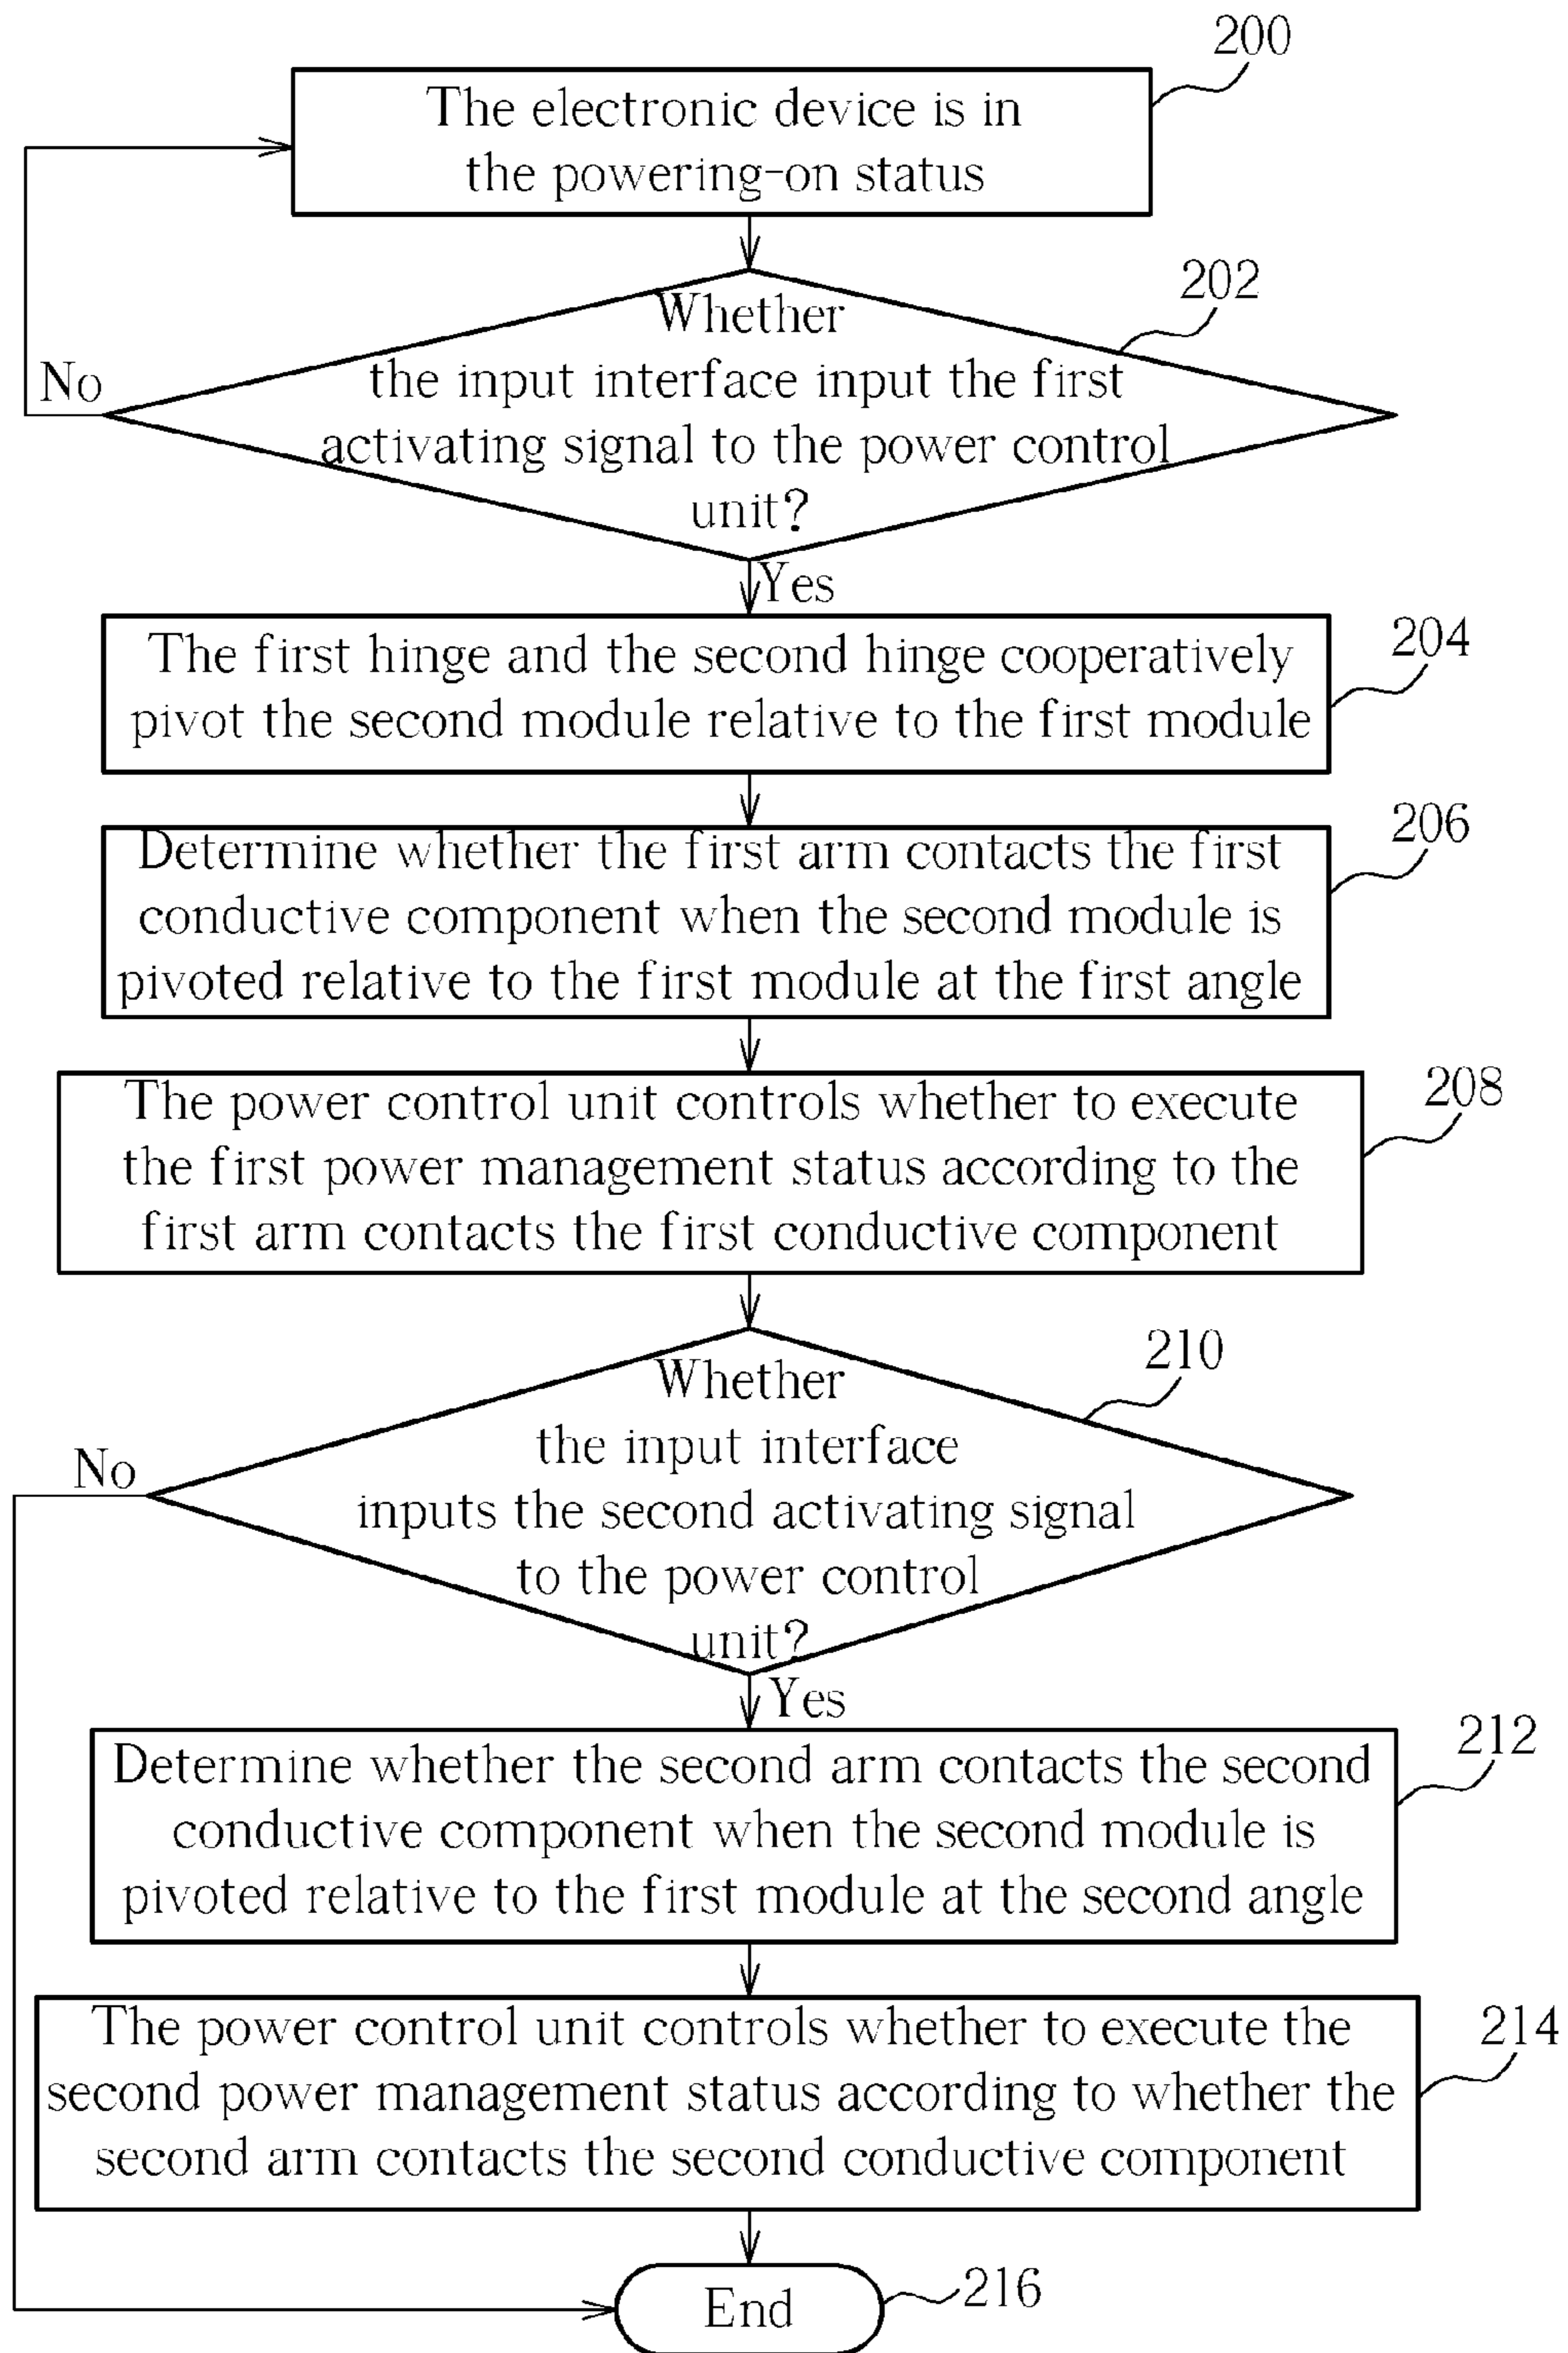 200
The electronic device is in
the powering-on status
202
Whether
the input interface input the first
activating signal to the power control
unit?
No
Yes
204
The first hinge and the second hinge cooperatively
pivot the second module relative to the first module
206
Determine whether the first arm contacts the first
conductive component when the second module is
pivoted relative to the first module at the first angle
208
The power control unit controls whether to execute
the first power management status according to the
first arm contacts the first conductive component
210
Whether
the input interface
inputs the second activating signal
to the power control
unit?
No
Yes
212
Determine whether the second arm contacts the second
conductive component when the second module is
pivoted relative to the first module at the second angle
214
The power control unit controls whether to execute the
second power management status according to whether the
second arm contacts the second conductive component
End
216